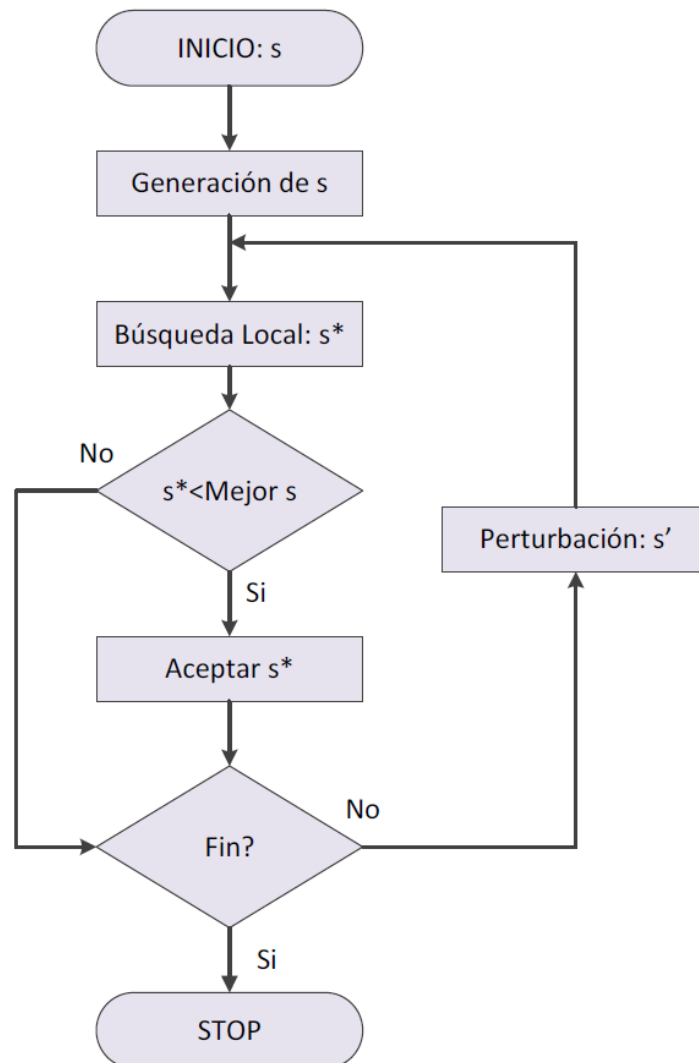 INICIO: s
Generación de s
Búsqueda Local: s*
No
s*<Mejor s
Perturbación: s’
Si
Aceptar s*
No
Fin?
Si
STOP